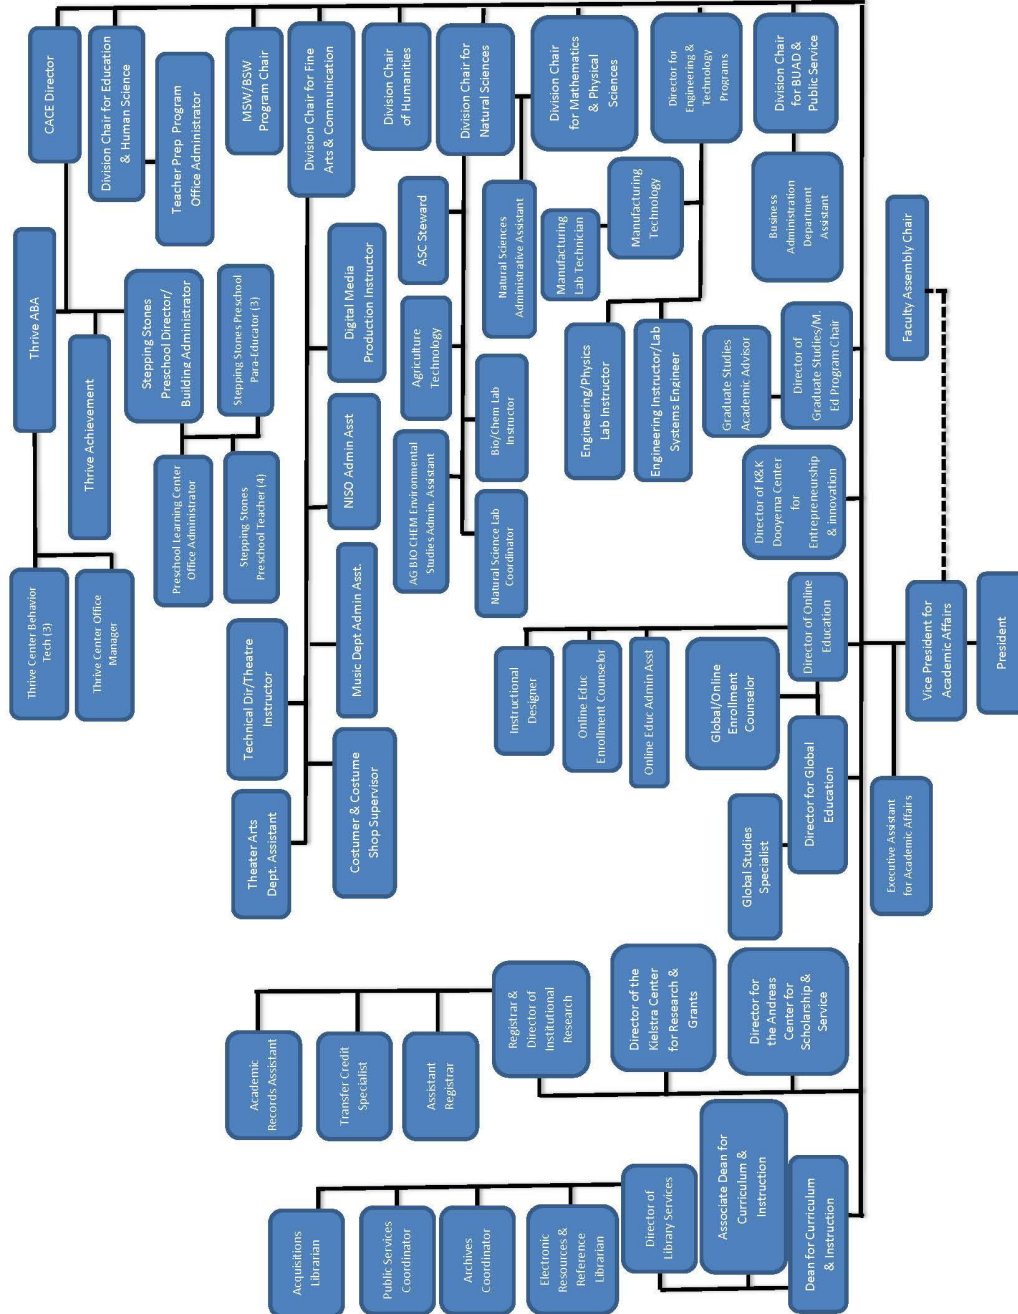 Thrive Center Behavior
Tech (3)
Thrive ABA
CACE Director
Thrive Center Office
Manager
Thrive Achievement
Division Chair for Education
& Human Science
Preschool Learning Center
Office Administrator
Stepping Stones
Preschool Director/
Building Administrator
Teacher Prep Program
Office Administrator
Stepping Stones
Preschool Teacher (4)
Stepping Stones Preschool
Para-Educator (3)
MSW/BSW
Program Chair
Academic
Records Assistant
Theater Arts
Dept. Assistant
Technical Dir/Theatre
Instructor
Division Chair for Fine
Arts & Communication
Acquisitions
Librarian
Transfer Credit
Specialist
Costumer & Costume
Shop Supervisor
Music Dept Admin Asst.
NISO Admin Asst
Digital Media
Production Instructor
Division Chair
of Humanities
Public Services
Coordinator
Assistant
Registrar
AG BIO CHEM Environmental
Studies Admin. Assistant
Agriculture
Technology
ASC Steward
Division Chair for
Natural Sciences
Archives
Coordinator
Natural Science Lab
Coordinator
Bio/Chem Lab
Instructor
Natural Sciences
Administrative Assistant
Registrar &
Director of
Institutional
Research
Instructional
Designer
Manufacturing
Lab Technician
Division Chair
for Mathematics
& Physical
Sciences
Electronic
Resources &
Reference
Librarian
Online Educ
Enrollment Counselor
Engineering/Physics
Lab Instructor
Manufacturing
Technology
Director of
Library Services
Director of the
Kielstra Center
for Research &
Grants
Online Educ Admin Asst
Engineering Instructor/Lab
Systems Engineer
Director for
Engineering &
Technology
Programs
Associate Dean for
Curriculum &
Instruction
Global/Online
Enrollment
Counselor
Graduate Studies
Academic Advisor
Director for
the Andreas
Center for
Scholarship &
Service
Global Studies
Specialist
Director of K&K
Dooyema Center
for
Entrepreneurship
& innovation
Director of
Graduate Studies/M.
Ed Program Chair
Business
Administration
Department
Assistant
Division Chair
for BUAD &
Public Service
Dean for Curriculum
& Instruction
Director for Global
Education
Director of Online
Education
Executive Assistant
for Academic Affairs
Vice President for
Academic Affairs
Faculty Assembly Chair
President